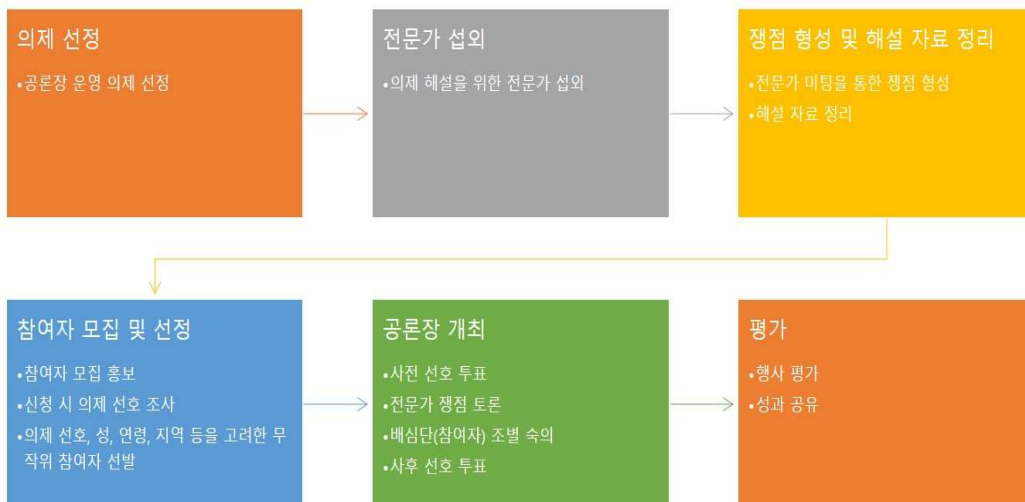 의제 선정
•공론장 운영 의제 선정
전문가 섭외
•의제 해설을 위한 전문가 섭외
쟁점 형성 및 해설 자료 정리
•전문가 미팅을 통한 쟁점 형성
•해설 자료 정리
참여자 모집 및 선정
•참여자 모집 홍보
•신청 시 의제 선호 조사
•의제 선호, 성, 연령, 지역 등을 고려한 무
작위 참여자 선발
공론장 개최
•사전 선호 투표
•전문가 쟁점 토론
•배심단(참여자) 조별 숙의
•사후 선호 투표
평가
•행사 평가
•성과 공유